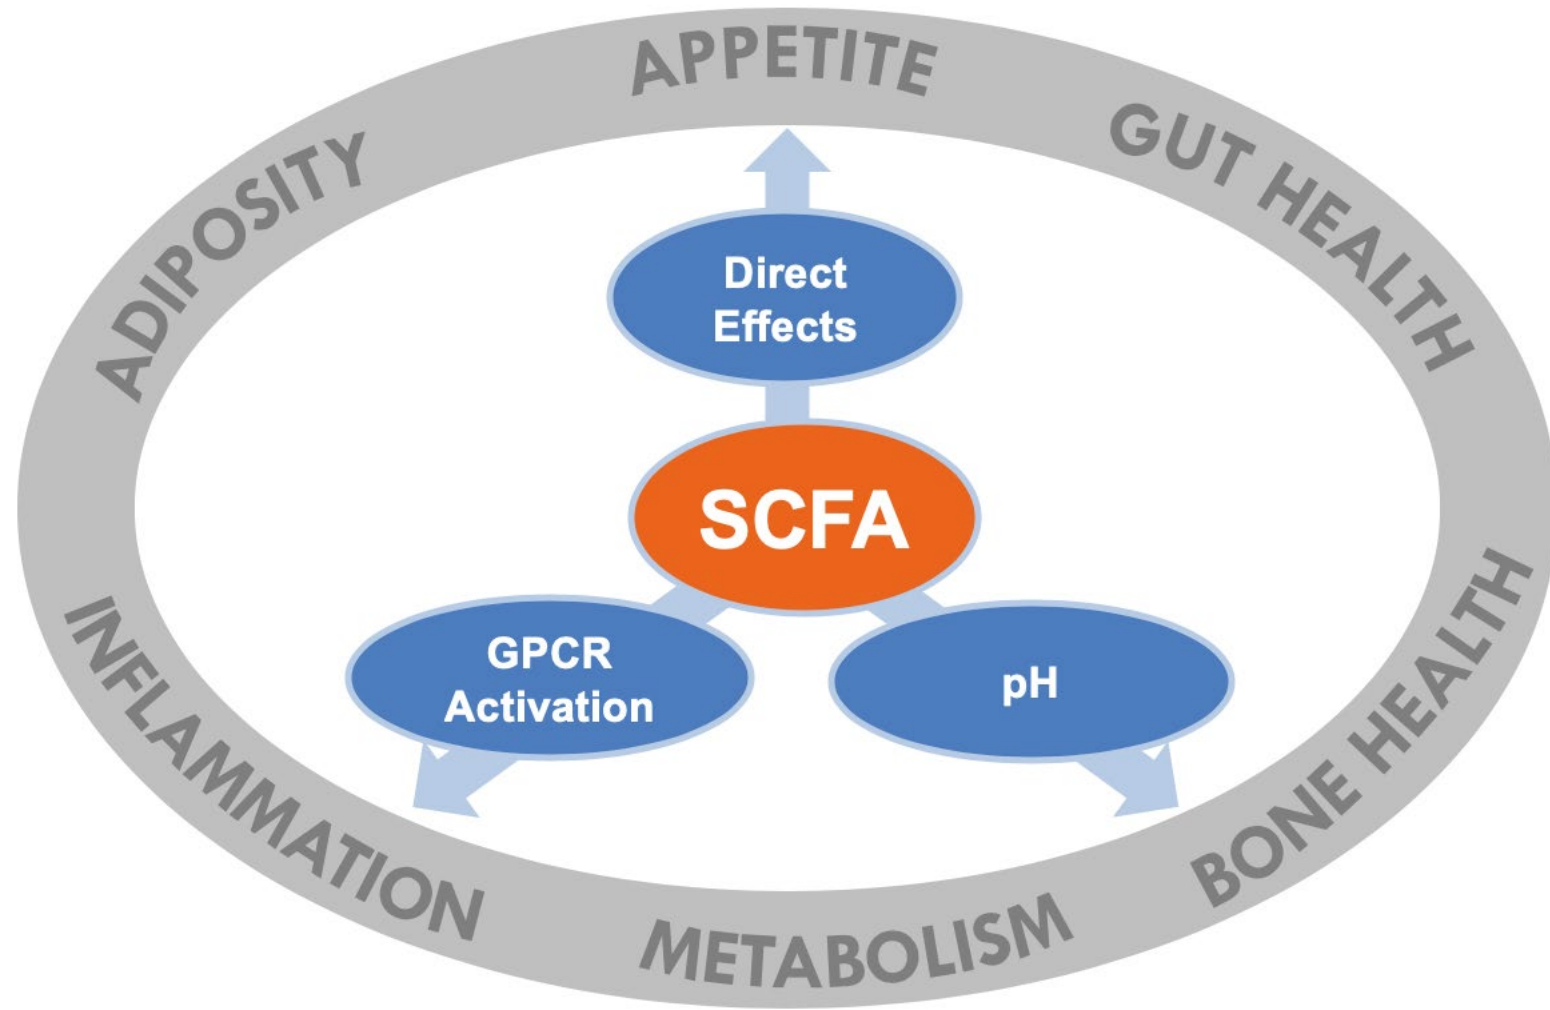 APPETITE
GUT HEALTH
ADIPOSITY
Direct
Effects
SCFA
GPCR
Activation
pH
INFLAMMATION
BONE HEALTH
METABOLISM